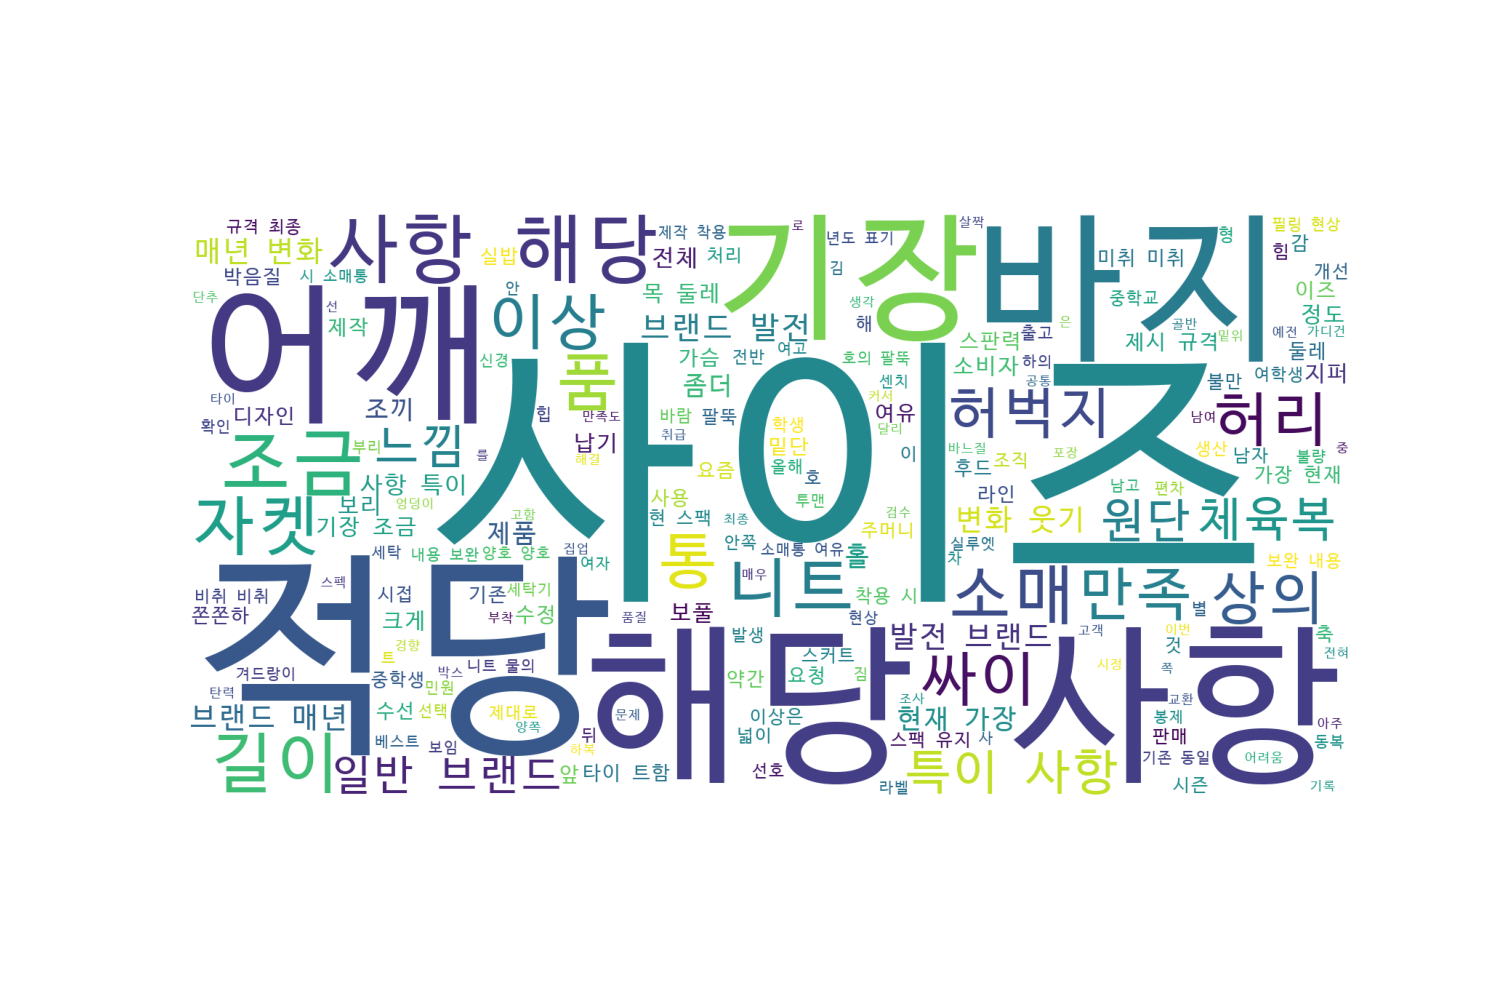 규격 최종
사항 해당
제작 착용
로
기장
살짝
바지
형
필링 현상
매년 변화
실밥
전체 처리
년도 표기
미취 미취
힘
감
박음질
시 소매통
김
개선
단추
선
어깨
안
이상
목 둘레
생각
중학교
이즈
제작
브랜드 발전
해
은
골반
정도
예전
가디건
스판력
출고
제시 규격
밑위
둘레
신경
품
가슴
전반
여고
호의 팔뚝
소비자
하의
불만
여학생
지퍼
좀더
사이즈
센치
공통
타이
조끼
힙
만족도
바람
팔뚝
커서
여유
허벅지
허리
확인
디자인
취급
학생
달리
남여
조금
느낌
부리
를
납기
해결
밑단
이
바느질
포장
생산
중
요즘
올해
호
후드
조직
남자
불량
사항 특이
가장 현재
자켓
보리
엉덩이
사용
투맨
라인
남고
편차
기장 조금
고함
현 스팩
최종
검수
변화 웃기
원단
체육복
제품
통
안쪽
주머니
실루엣
세탁
내용 보완
양호 양호
집업
여자
소매통 여유
홀
차
보완 내용
적당
비취 비취
스펙
시접
기존
세탁기
매우
니트
착용 시
소매
만족
별
상의
쫀쫀하
크게
부착
수정
품질
보풀
현상
해당
발생
발전 브랜드
고객
이번
사항
축
경향
트
스커트
것
전혀
겨드랑이
박스
니트 물의
싸이
시정
쪽
탄력
중학생
민원
약간
요청
짐
조사
교환
브랜드 매년
수선
선택
제대로
문제
이상은
현재 가장
봉제
아주
양쪽
넓이
길이
베스트
보임
하복
뒤
스팩 유지
사
판매
동복
기존 동일
어려움
일반 브랜드
앞
타이 트함
선호
라벨
특이 사항
시즌
기록